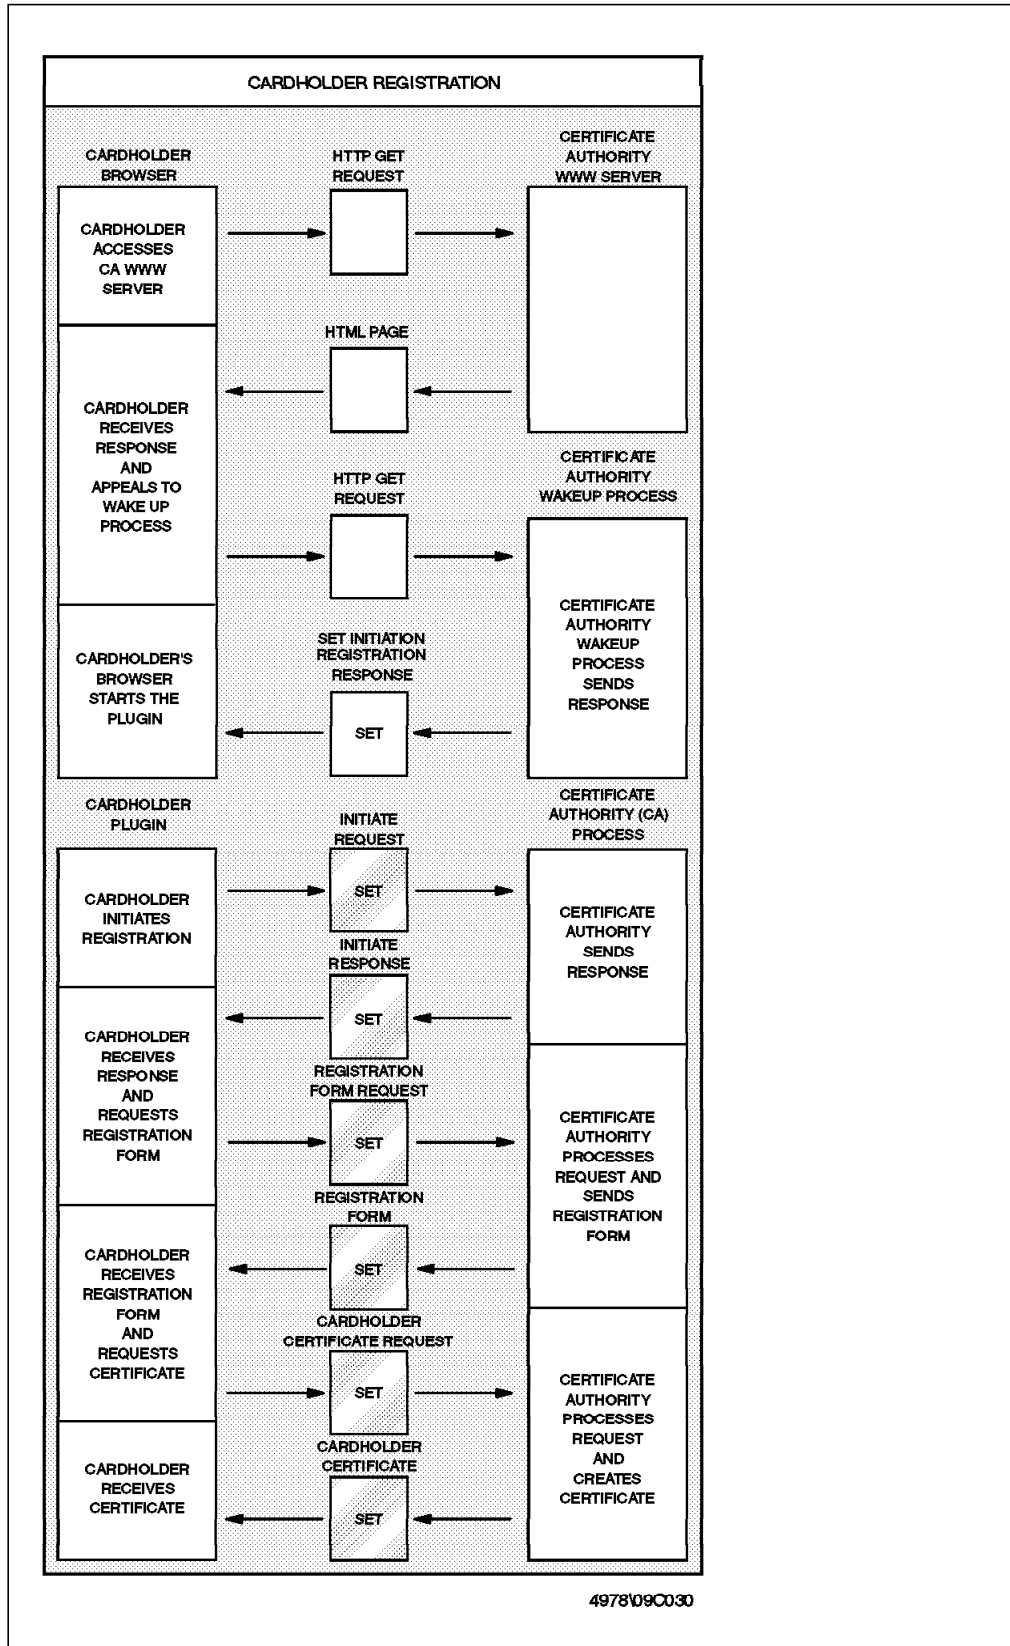 CARDHOLDER REGISTRATION
CARDHOLDER
BROWSER
HTTP GET
REQUEST
CERTIFICATE
AUTHORITY
WWW SERVER
CARDHOLDER
ACCESSES
CA WWW
SERVER
HTML PAGE
CARDHOLDER
RECEIVES
RESPONSE
AND
APPEALS TO
WAKE UP
PROCESS
HTTP GET
REQUEST
CERTIFICATE
AUTHORITY
WAKEUP PROCESS
CERTIFICATE
AUTHORITY
WAKEUP
PROCESS
SENDS
RESPONSE
CARDHOLDER'S
BROWSER
STARTS THE
PLUGIN
SET INITIATION
REGISTRATION
RESPONSE
SET
CARDHOLDER
PLUGIN
INITIATE
REQUEST
CERTIFICATE
AUTHORITY (CA)
PROCESS
CARDHOLDER
INITIATES
REGISTRATION
SET
CERTIFICATE
AUTHORITY
SENDS
RESPONSE
INITIATE
RESPONSE
SET
CARDHOLDER
RECEIVES
RESPONSE
AND
REQUESTS
REGISTRATION
FORM
REGISTRATION
FORM REQUEST
SET
CERTIFICATE
AUTHORITY
PROCESSES
REQUEST AND
SENDS
REGISTRATION
FORM
REGISTRATION
FORM
SET
CARDHOLDER
RECEIVES
REGISTRATION
FORM
AND
REQUESTS
CERTIFICATE
CARDHOLDER
CERTIFICATE REQUEST
SET
CERTIFICATE
AUTHORITY
PROCESSES
REQUEST
AND
CREATES
CERTIFICATE
CARDHOLDER
CERTIFICATE
SET
CARDHOLDER
RECEIVES
CERTIFICATE
4978\09C030